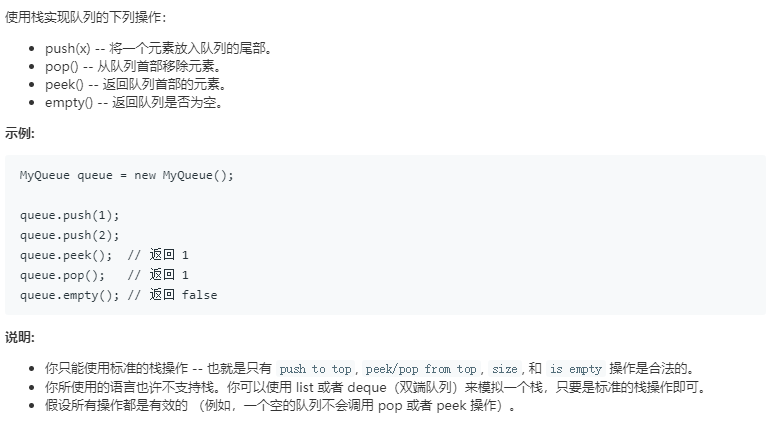 使用栈实现队列的下列操作：
push(x) -- 将一个元素放入队列的尾部。
pop() -- 从队列首部移除元素。
peek() -- 返回队列首部的元素。
empty() -- 返回队列是否为空。
示例:
MyQueue queue = new MyQueue();
queue.push(1);
queue.push(2);
queue.peek();  // 返回 1
queue.pop();   // 返回 1
queue.empty(); // 返回 false
说明:
你只能使用标准的栈操作 -- 也就是只有 push to top, peek/pop from top, size, 和 is empty 操作是合法的。
你所使用的语言也许不支持栈。你可以使用 list 或者 deque（双端队列）来模拟一个栈，只要是标准的栈操作即可。
假设所有操作都是有效的 （例如，一个空的队列不会调用 pop 或者 peek 操作）。